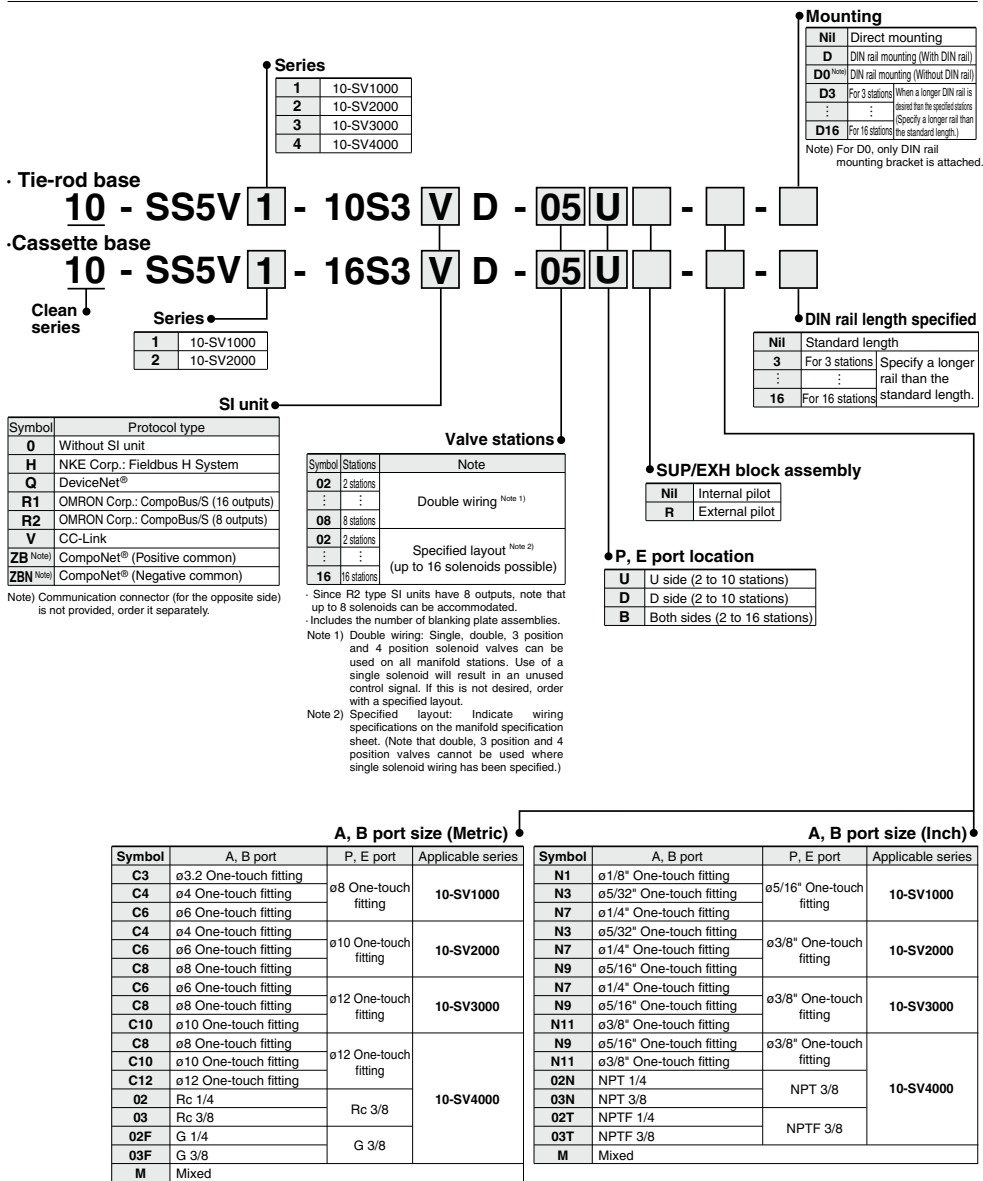 Mounting
Nil Direct mounting
D DIN rail mounting (With DIN rail)
D0 Note) DIN rail mounting (Without DIN rail)
D3 For 3 stations When a longer DIN rail is desired than the specified stations (Specify a longer rail than the standard length.)
⋮ ⋮
D16 For 16 stations
Note) For D0, only DIN rail
mounting bracket is attached.
Series
1 10-SV1000
2 10-SV2000
3 10-SV3000
4 10-SV4000
· Tie-rod base
10 - SS5V 1 - 10S3 V D - 05 U □ - □ - □
·Cassette base
10 - SS5V 1 - 16S3 V D - 05 U □ - □ - □
Clean
series
Series
1 10-SV1000
2 10-SV2000
DIN rail length specified
Nil Standard length
3 For 3 stations Specify a longer rail than the standard length.
⋮ ⋮
16 For 16 stations
SI unit
Symbol Protocol type
0 Without SI unit
H NKE Corp.: Fieldbus H System
Q DeviceNet®
R1 OMRON Corp.: CompoBus/S (16 outputs)
R2 OMRON Corp.: CompoBus/S (8 outputs)
V CC-Link
ZB Note) CompoNet® (Positive common)
ZBN Note) CompoNet® (Negative common)
Note) Communication connector (for the opposite side)
is not provided, order it separately.
Valve stations
Symbol Stations Note
02 2 stations Double wiring Note 1)
⋮ ⋮
08 8 stations
02 2 stations Specified layout Note 2) (up to 16 solenoids possible)
⋮ ⋮
16 16 stations
· Since R2 type SI units have 8 outputs, note that
up to 8 solenoids can be accommodated.
· Includes the number of blanking plate assemblies.
Note 1) Double wiring: Single, double, 3 position
and 4 position solenoid valves can be
used on all manifold stations. Use of a
single solenoid will result in an unused
control signal. If this is not desired, order
with a specified layout.
Note 2) Specified layout: Indicate wiring
specifications on the manifold specification
sheet. (Note that double, 3 position and 4
position valves cannot be used where
single solenoid wiring has been specified.)
SUP/EXH block assembly
Nil Internal pilot
R External pilot
P, E port location
U U side (2 to 10 stations)
D D side (2 to 10 stations)
B Both sides (2 to 16 stations)
A, B port size (Metric)
Symbol A, B port P, E port Applicable series
C3 ø3.2 One-touch fitting ø8 One-touch fitting 10-SV1000
C4 ø4 One-touch fitting
C6 ø6 One-touch fitting
C4 ø4 One-touch fitting ø10 One-touch fitting 10-SV2000
C6 ø6 One-touch fitting
C8 ø8 One-touch fitting
C6 ø6 One-touch fitting ø12 One-touch fitting 10-SV3000
C8 ø8 One-touch fitting
C10 ø10 One-touch fitting
C8 ø8 One-touch fitting ø12 One-touch fitting 10-SV4000
C10 ø10 One-touch fitting
C12 ø12 One-touch fitting
02 Rc 1/4 Rc 3/8
03 Rc 3/8
02F G 1/4 G 3/8
03F G 3/8
M Mixed
A, B port size (Inch)
Symbol A, B port P, E port Applicable series
N1 ø1/8" One-touch fitting ø5/16" One-touch fitting 10-SV1000
N3 ø5/32" One-touch fitting
N7 ø1/4" One-touch fitting
N3 ø5/32" One-touch fitting ø3/8" One-touch fitting 10-SV2000
N7 ø1/4" One-touch fitting
N9 ø5/16" One-touch fitting
N7 ø1/4" One-touch fitting ø3/8" One-touch fitting 10-SV3000
N9 ø5/16" One-touch fitting
N11 ø3/8" One-touch fitting
N9 ø5/16" One-touch fitting ø3/8" One-touch fitting 10-SV4000
N11 ø3/8" One-touch fitting
02N NPT 1/4 NPT 3/8
03N NPT 3/8
02T NPTF 1/4 NPTF 3/8
03T NPTF 3/8
M Mixed